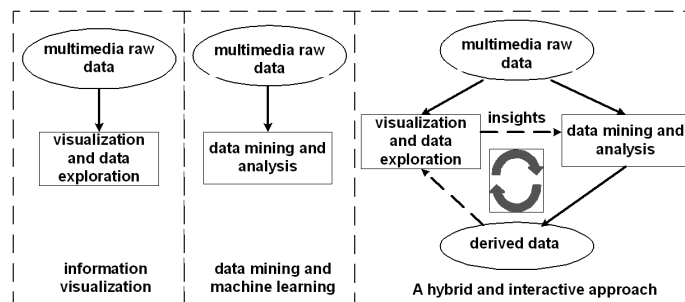 multimedia raw
data
visualization
and data
exploration
information
visualization
multimedia raw
data
data mining and
analysis
data mining and
machine learning
multimedia raw
data
insights
visualization
and data
exploration
data mining and
analysis
derived data
A hybrid and interactive approach